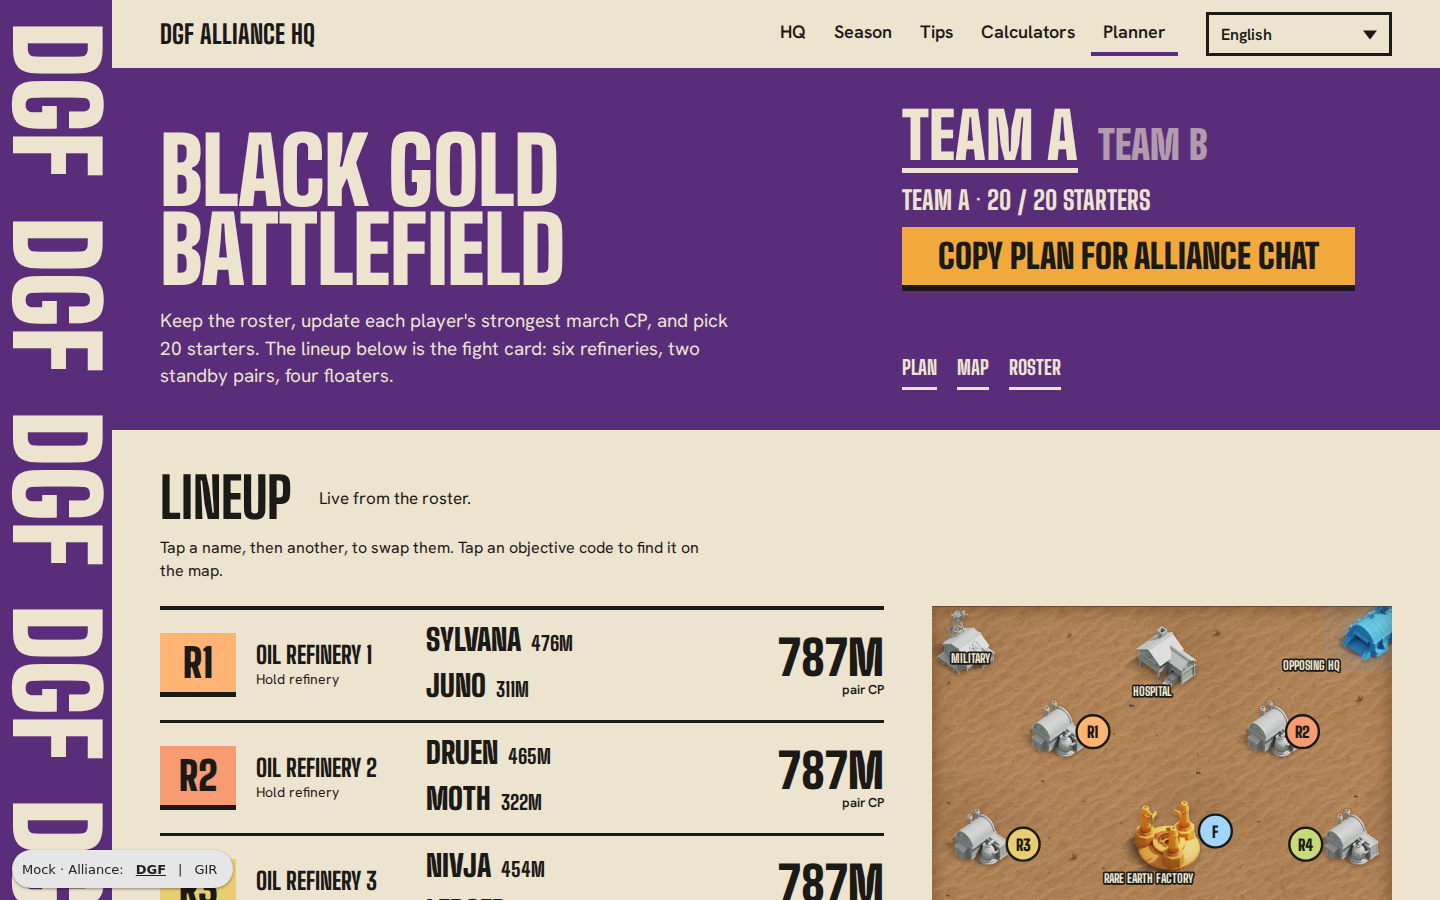 DGF
DGF
DGF
DGF
DGF ALLIANCE HQ
HQ
Season
Tips
Calculators
Planner
English
BLACK GOLD
BATTLEFIELD
Keep the roster, update each player's strongest march CP, and pick
20 starters. The lineup below is the fight card: six refineries, two
standby pairs, four floaters.
TEAM A
TEAM B
TEAM A · 20 / 20 STARTERS
COPY PLAN FOR ALLIANCE CHAT
PLAN
MAP
ROSTER
LINEUP
Live from the roster.
Tap a name, then another, to swap them. Tap an objective code to find it on
the map.
R1
OIL REFINERY 1
Hold refinery
SYLVANA 476M
JUNO 311M
787M
pair CP
R2
OIL REFINERY 2
Hold refinery
DRUEN 465M
MOTH 322M
787M
pair CP
R3
OIL REFINERY 3
NIVJA 454M
787M
MILITARY
HOSPITAL
OPPOSING HQ
R1
R2
R3
F
R4
RARE EARTH FACTORY
Mock · Alliance: DGF | GIR